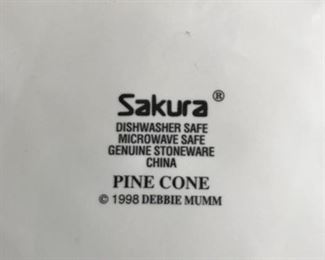 Sakura®
DISHWASHER SAFE
MICROWAVE SAFE
GENUINE STONEWARE
CHINA
PINE CONE
© 1998 DEBBIE MUMM